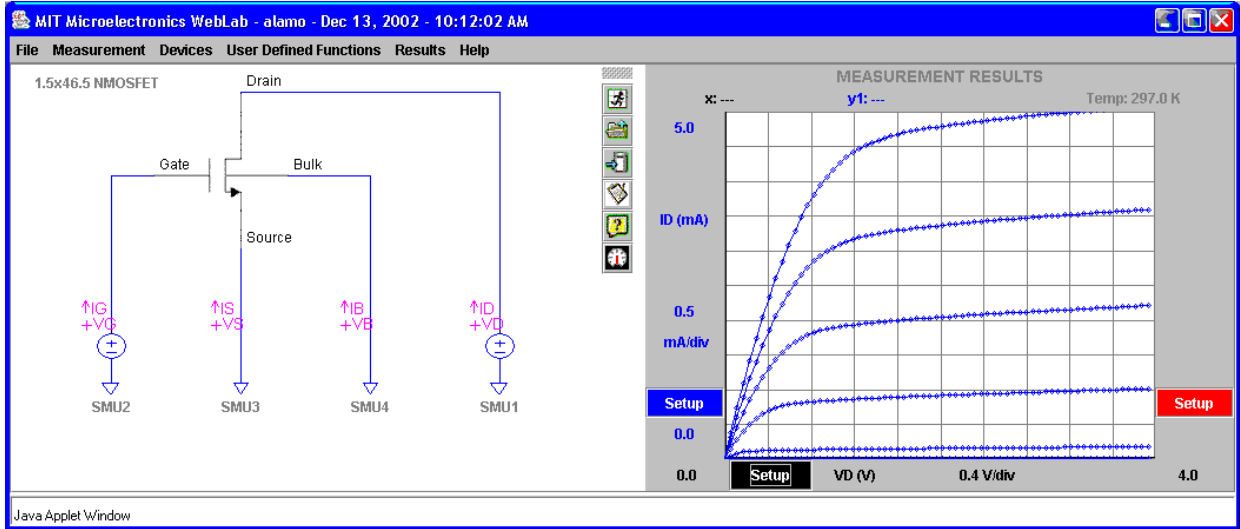 MIT Microelectronics WebLab - alamo - Dec 13, 2002 - 10:12:02 AM
File Measurement Devices User Defined Functions Results Help
1.5x46.5 NMOSFET
Drain
Gate
Bulk
Source
↑IG
+VG
↑IS
+VS
↑IB
+VB
↑ID
+VD
SMU2
SMU3
SMU4
SMU1
MEASUREMENT RESULTS
x: ---
y1: ---
Temp: 297.0 K
5.0
ID (mA)
0.5
mA/div
Setup
Setup
0.0
0.0
Setup
VD (V)
0.4 V/div
4.0
Java Applet Window